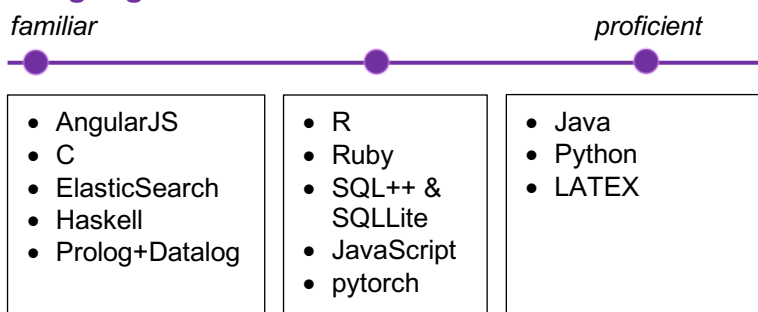 familiar
proficient
• AngularJS
• C
• ElasticSearch
• Haskell
• Prolog+Datalog
• R
• Ruby
• SQL++ &
SQLLite
• JavaScript
• pytorch
• Java
• Python
• LATEX